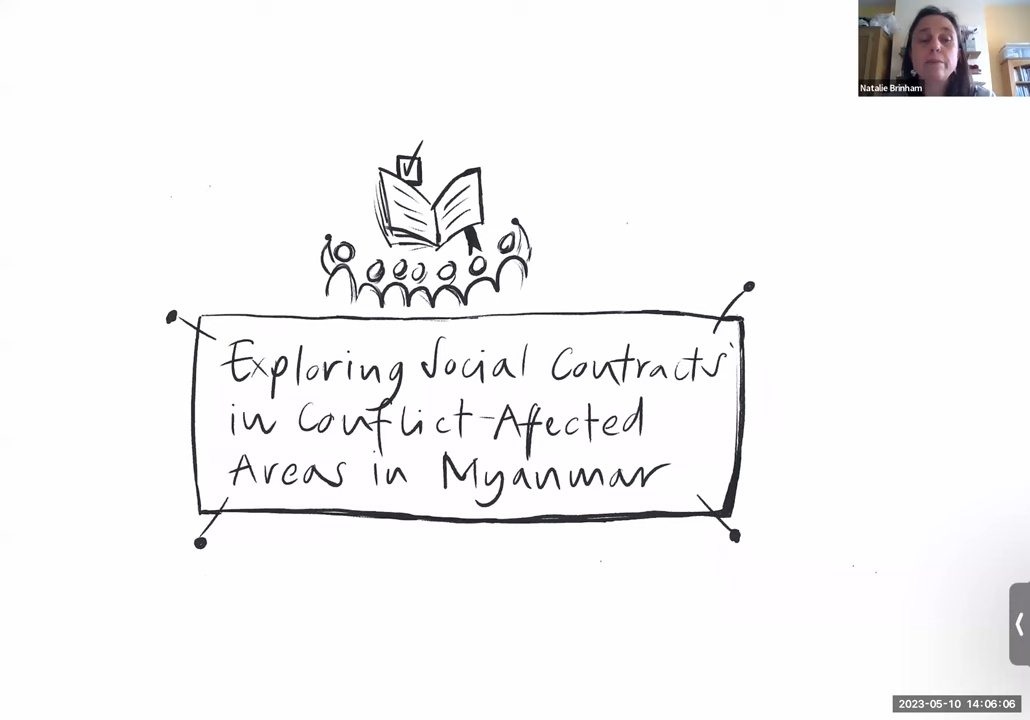 Natalie Brinham
Exploring Social Contracts
in Conflict-Affected
Areas in Myanmar
2023-05-10 14:06:06